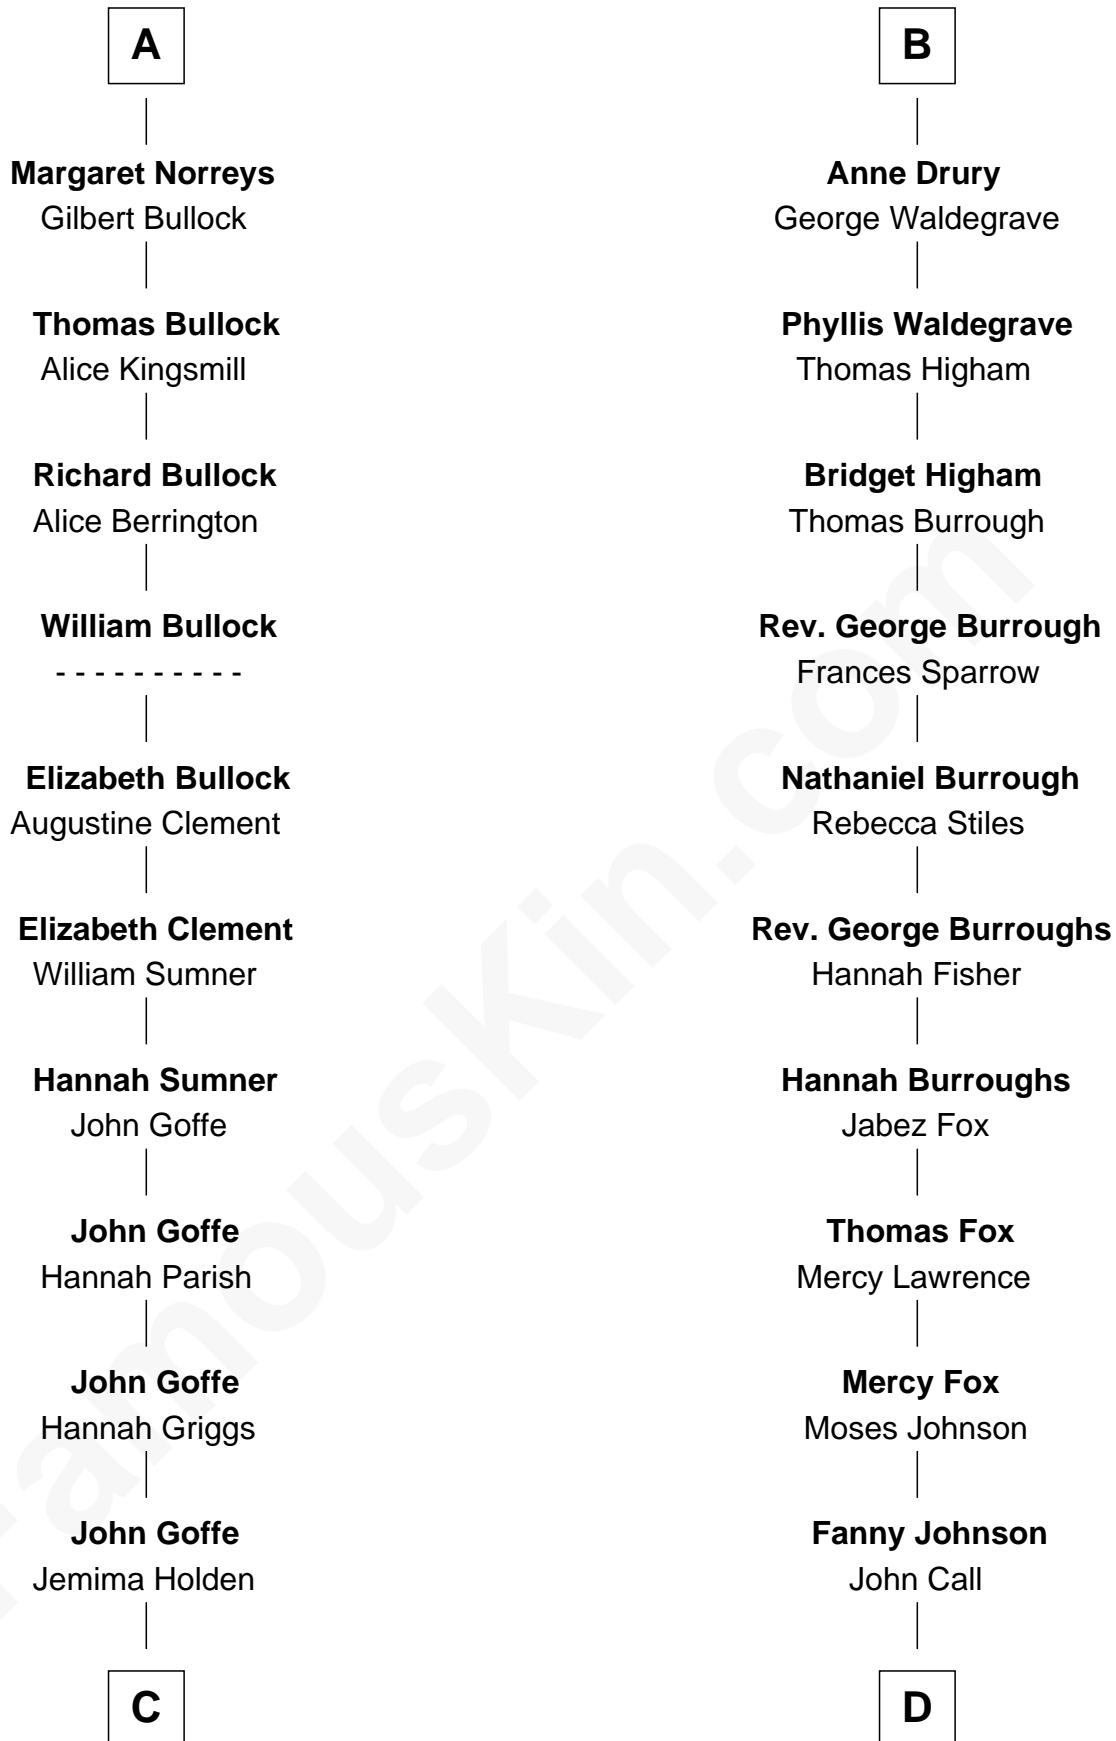 A
Margaret Norreys
Gilbert Bullock
Thomas Bullock
Alice Kingsmill
Richard Bullock
Alice Berrington
William Bullock
- - - - - - - - - -
Elizabeth Bullock
Augustine Clement
Elizabeth Clement
William Sumner
Hannah Sumner
John Goffe
John Goffe
Hannah Parish
John Goffe
Hannah Griggs
John Goffe
Jemima Holden
C
B
Anne Drury
George Waldegrave
Phyllis Waldegrave
Thomas Higham
Bridget Higham
Thomas Burrough
Rev. George Burrough
Frances Sparrow
Nathaniel Burrough
Rebecca Stiles
Rev. George Burroughs
Hannah Fisher
Hannah Burroughs
Jabez Fox
Thomas Fox
Mercy Lawrence
Mercy Fox
Moses Johnson
Fanny Johnson
John Call
D
FamousKin.com